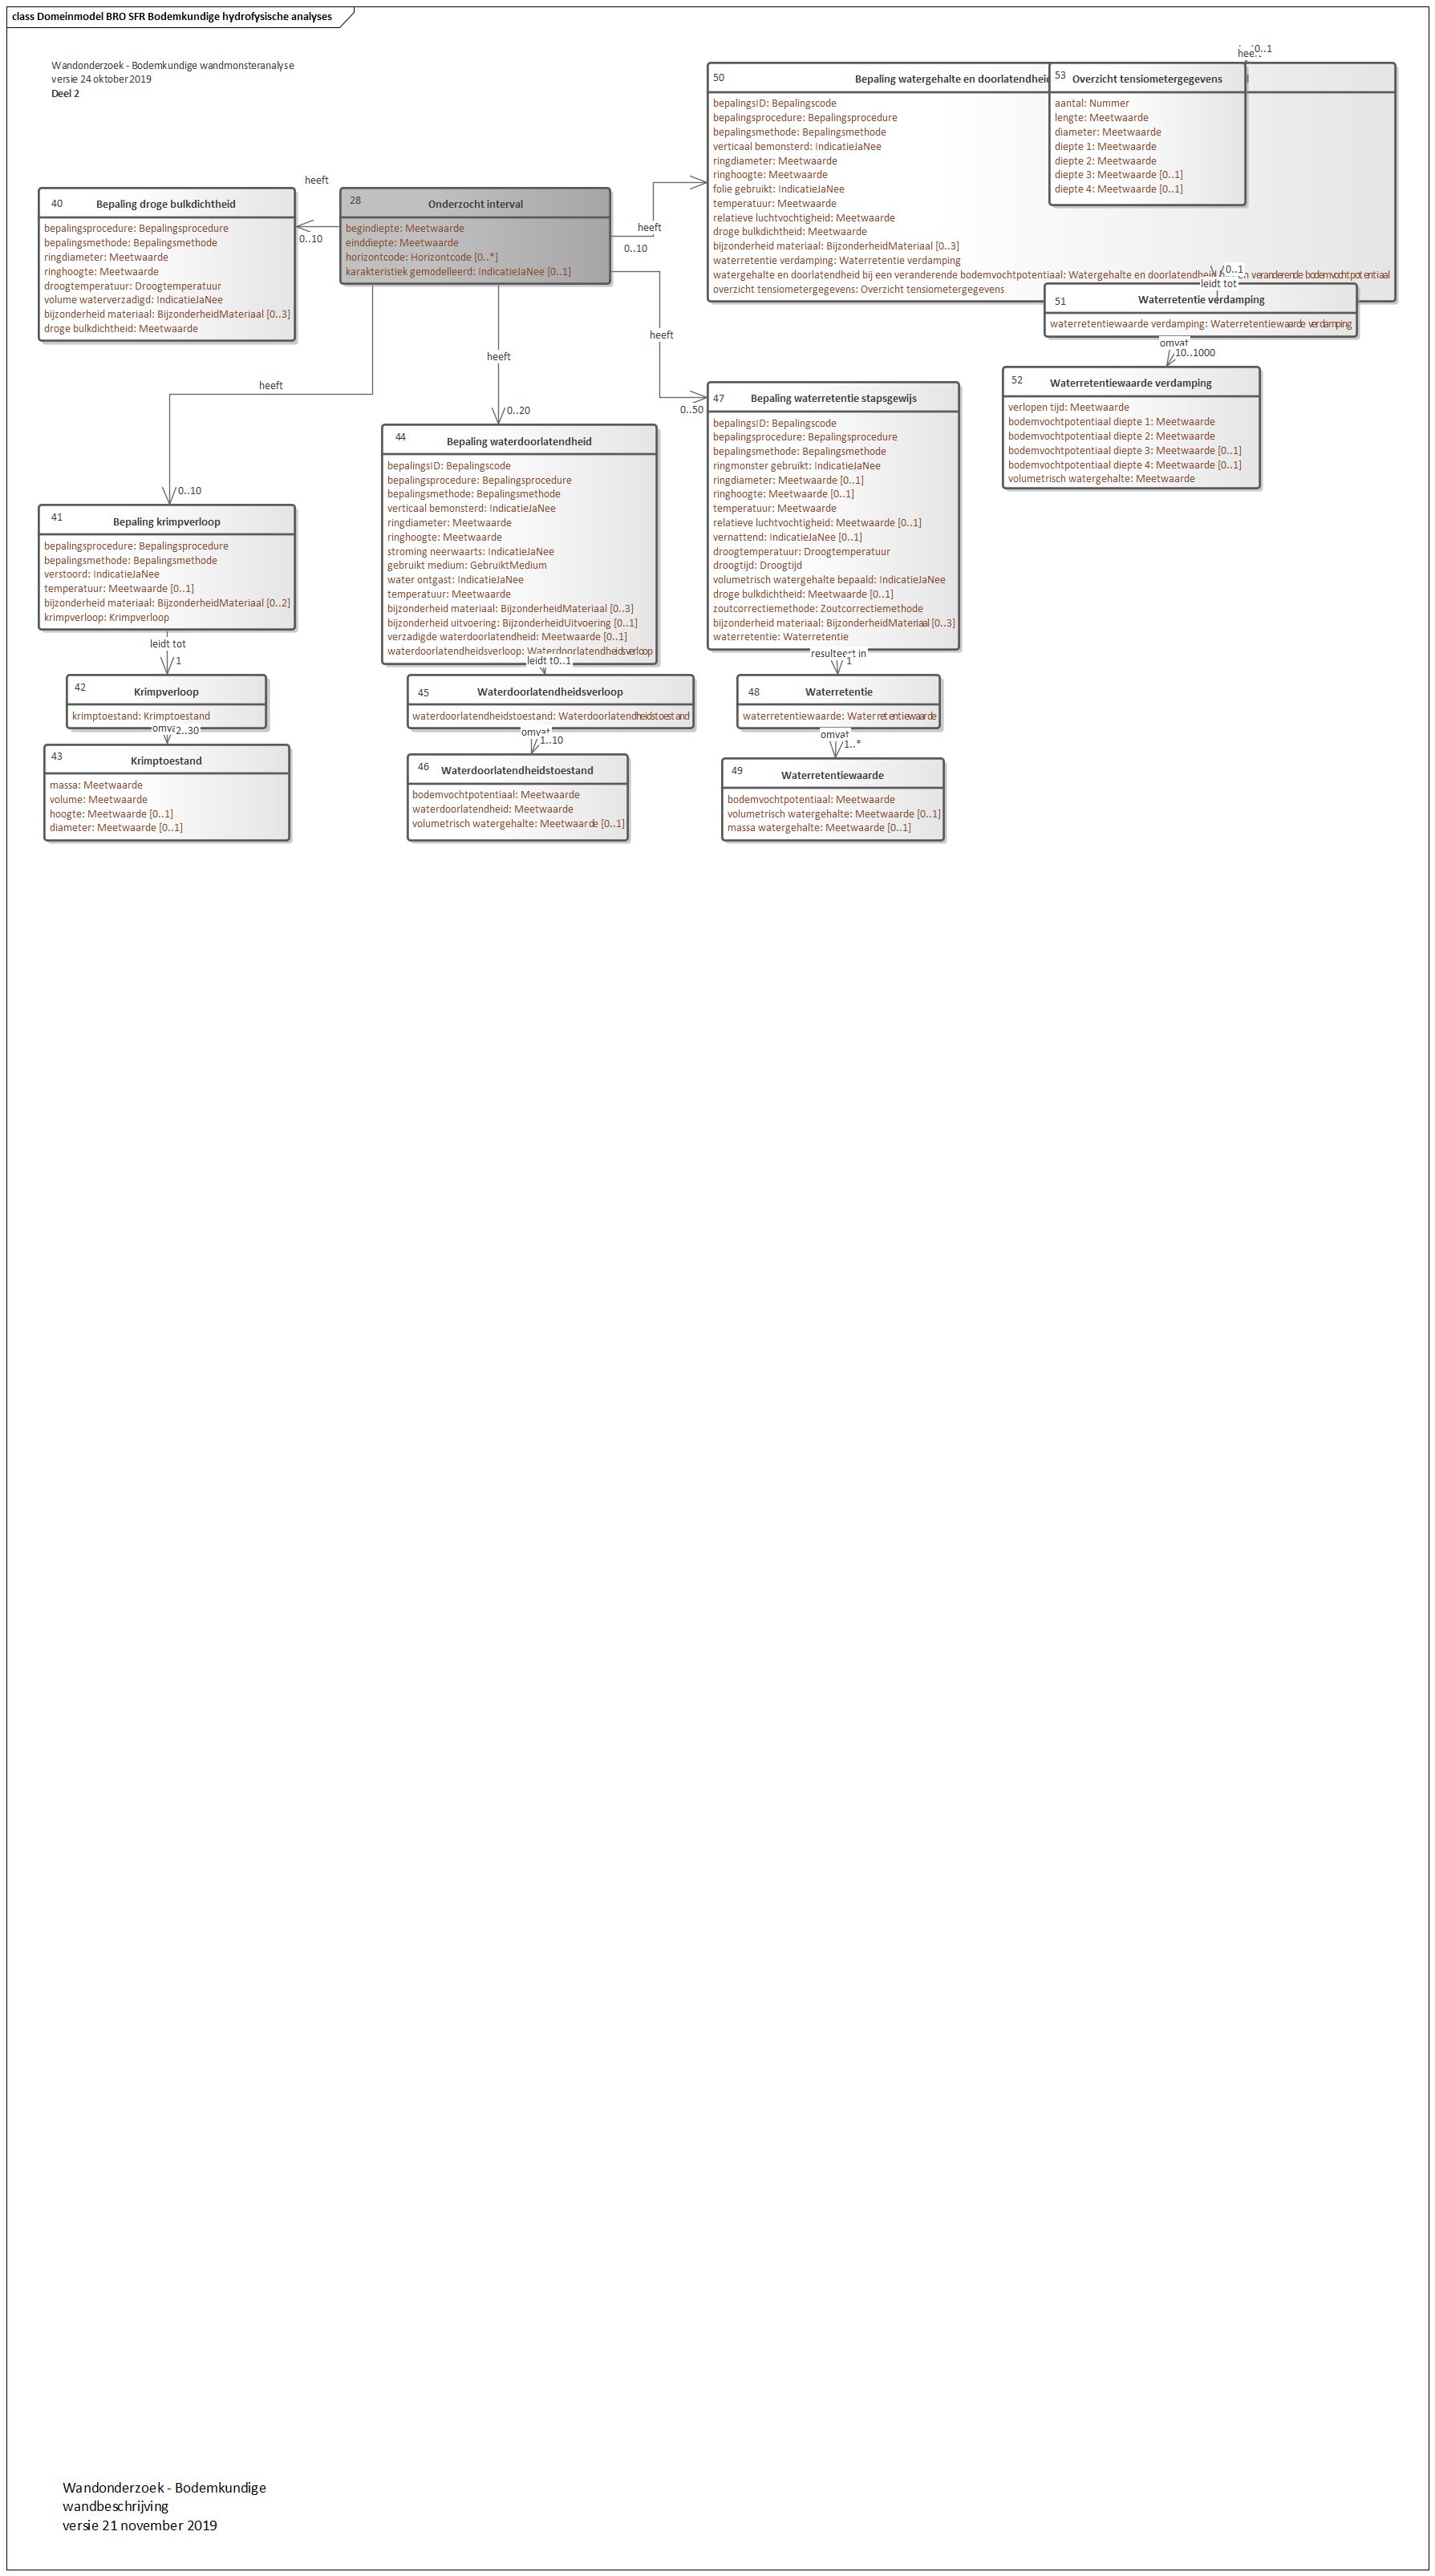 class Domeinmodel BRO SFR Bodemkundige hydrofysische analyses
Wandonderzoek - Bodemkundige wandmonsteranalyse
versie 24 oktober 2019
Deel 2
40
Bepaling droge bulkdichtheid
bepalingsprocedure: Bepalingsprocedure
bepalingsmethode: Bepalingsmethode
ringdiameter: Meetwaarde
ringhoogte: Meetwaarde
droogtemperatuur: Droogtemperatuur
volume waterverzadigd: IndicatieJaNee
bijzonderheid materiaal: BijzonderheidMateriaal [0..3]
droge bulkdichtheid: Meetwaarde
heeft
0..10
28
Onderzocht interval
begindiepte: Meetwaarde
einddiepte: Meetwaarde
horizontcode: Horizontcode [0..*]
karakteristiek gemodelleerd: IndicatieJaNee [0..1]
heeft
0..10
50
Bepaling watergehalte en doorlatendheid
bepalingsID: Bepalingscode
bepalingsprocedure: Bepalingsprocedure
bepalingsmethode: Bepalingsmethode
verticaal bemonsterd: IndicatieJaNee
ringdiameter: Meetwaarde
ringhoogte: Meetwaarde
folie gebruikt: IndicatieJaNee
temperatuur: Meetwaarde
relatieve luchtvochtigheid: Meetwaarde
droge bulkdichtheid: Meetwaarde
bijzonderheid materiaal: BijzonderheidMateriaal [0..3]
waterretentie verdamping: Waterretentie verdamping
watergehalte en doorlatendheid bij een veranderende bodemvochtpotentiaal: Watergehalte en doorlatendheid bij een veranderende bodemvochtpotentiaal
overzicht tensiometergegevens: Overzicht tensiometergegevens
heeft
0..1
53
Overzicht tensiometergegevens
aantal: Nummer
lengte: Meetwaarde
diameter: Meetwaarde
diepte 1: Meetwaarde
diepte 2: Meetwaarde
diepte 3: Meetwaarde [0..1]
diepte 4: Meetwaarde [0..1]
0..1
leidt tot
51
Waterretentie verdamping
waterretentiewaarde verdamping: Waterretentiewaarde verdamping
omvat
10..1000
52
Waterretentiewaarde verdamping
verlopen tijd: Meetwaarde
bodemvochtpotentiaal diepte 1: Meetwaarde
bodemvochtpotentiaal diepte 2: Meetwaarde
bodemvochtpotentiaal diepte 3: Meetwaarde [0..1]
bodemvochtpotentiaal diepte 4: Meetwaarde [0..1]
volumetrisch watergehalte: Meetwaarde
heeft
0..10
41
Bepaling krimpverloop
bepalingsprocedure: Bepalingsprocedure
bepalingsmethode: Bepalingsmethode
verstoord: IndicatieJaNee
temperatuur: Meetwaarde [0..1]
bijzonderheid materiaal: BijzonderheidMateriaal [0..2]
krimpverloop: Krimpverloop
leidt tot
1
42
Krimpverloop
krimptoestand: Krimptoestand
omvat
2..30
43
Krimptoestand
massa: Meetwaarde
volume: Meetwaarde
hoogte: Meetwaarde [0..1]
diameter: Meetwaarde [0..1]
heeft
0..20
44
Bepaling waterdoorlatendheid
bepalingsID: Bepalingscode
bepalingsprocedure: Bepalingsprocedure
bepalingsmethode: Bepalingsmethode
verticaal bemonsterd: IndicatieJaNee
ringdiameter: Meetwaarde
ringhoogte: Meetwaarde
stroming neerwaarts: IndicatieJaNee
gebruikt medium: GebruiktMedium
water ontgast: IndicatieJaNee
temperatuur: Meetwaarde
bijzonderheid materiaal: BijzonderheidMateriaal [0..3]
bijzonderheid uitvoering: BijzonderheidUitvoering [0..1]
verzadigde waterdoorlatendheid: Meetwaarde [0..1]
waterdoorlatendheidsverloop: Waterdoorlatendheidsverloop
leidt tot
0..1
45
Waterdoorlatendheidsverloop
waterdoorlatendheidstoestand: Waterdoorlatendheidstoestand
omvat
1..10
46
Waterdoorlatendheidstoestand
bodemvochtpotentiaal: Meetwaarde
waterdoorlatendheid: Meetwaarde
volumetrisch watergehalte: Meetwaarde [0..1]
heeft
0..50
47
Bepaling waterretentie stapsgewijs
bepalingsID: Bepalingscode
bepalingsprocedure: Bepalingsprocedure
bepalingsmethode: Bepalingsmethode
ringmonster gebruikt: IndicatieJaNee
ringdiameter: Meetwaarde [0..1]
ringhoogte: Meetwaarde [0..1]
temperatuur: Meetwaarde
relatieve luchtvochtigheid: Meetwaarde [0..1]
vernattend: IndicatieJaNee [0..1]
droogtemperatuur: Droogtemperatuur
droogtijd: Droogtijd
volumetrisch watergehalte bepaald: IndicatieJaNee
droge bulkdichtheid: Meetwaarde [0..1]
zoutcorrectiemethode: Zoutcorrectiemethode
bijzonderheid materiaal: BijzonderheidMateriaal [0..3]
waterretentie: Waterretentie
resulteert in
1
48
Waterretentie
waterretentiewaarde: Waterretentiewaarde
omvat
1..*
49
Waterretentiewaarde
bodemvochtpotentiaal: Meetwaarde
volumetrisch watergehalte: Meetwaarde [0..1]
massa watergehalte: Meetwaarde [0..1]
Wandonderzoek - Bodemkundige
wandbeschrijving
versie 21 november 2019